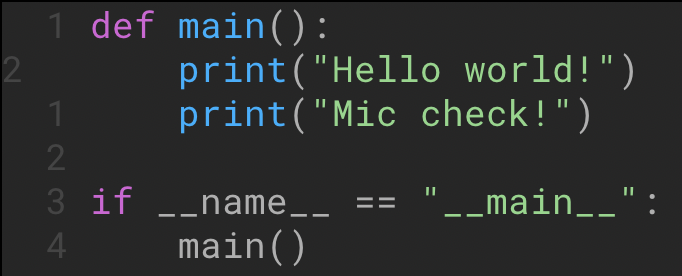 1 def main():
2     print("Hello world!")
1     print("Mic check!")
2
3 if __name__ == "__main__":
4     main()